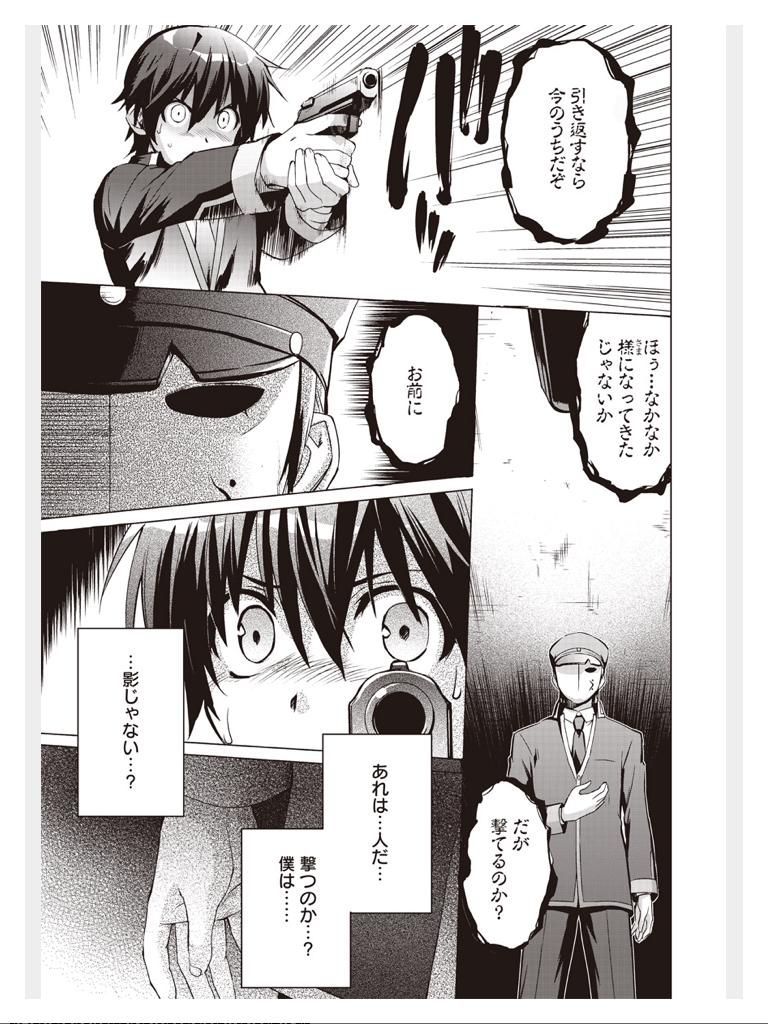 引き返すなら
今のうちだぞ
ほぅ…なかなか
様になってきた
じゃないか
さま
だが
撃てるのか？
お前に
…影じゃない…？
あれは…人だ…
撃つのか…？
僕は……